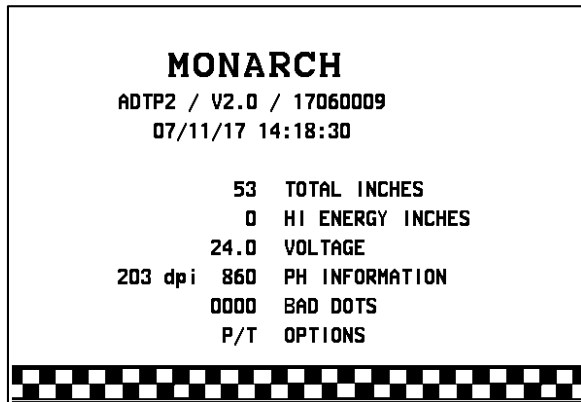 MONARCH
ADTP2 / V2.0 / 17060009
07/11/17 14:18:30
53 TOTAL INCHES
0 HI ENERGY INCHES
24.0 VOLTAGE
203 dpi 860 PH INFORMATION
0000 BAD DOTS
P/T OPTIONS